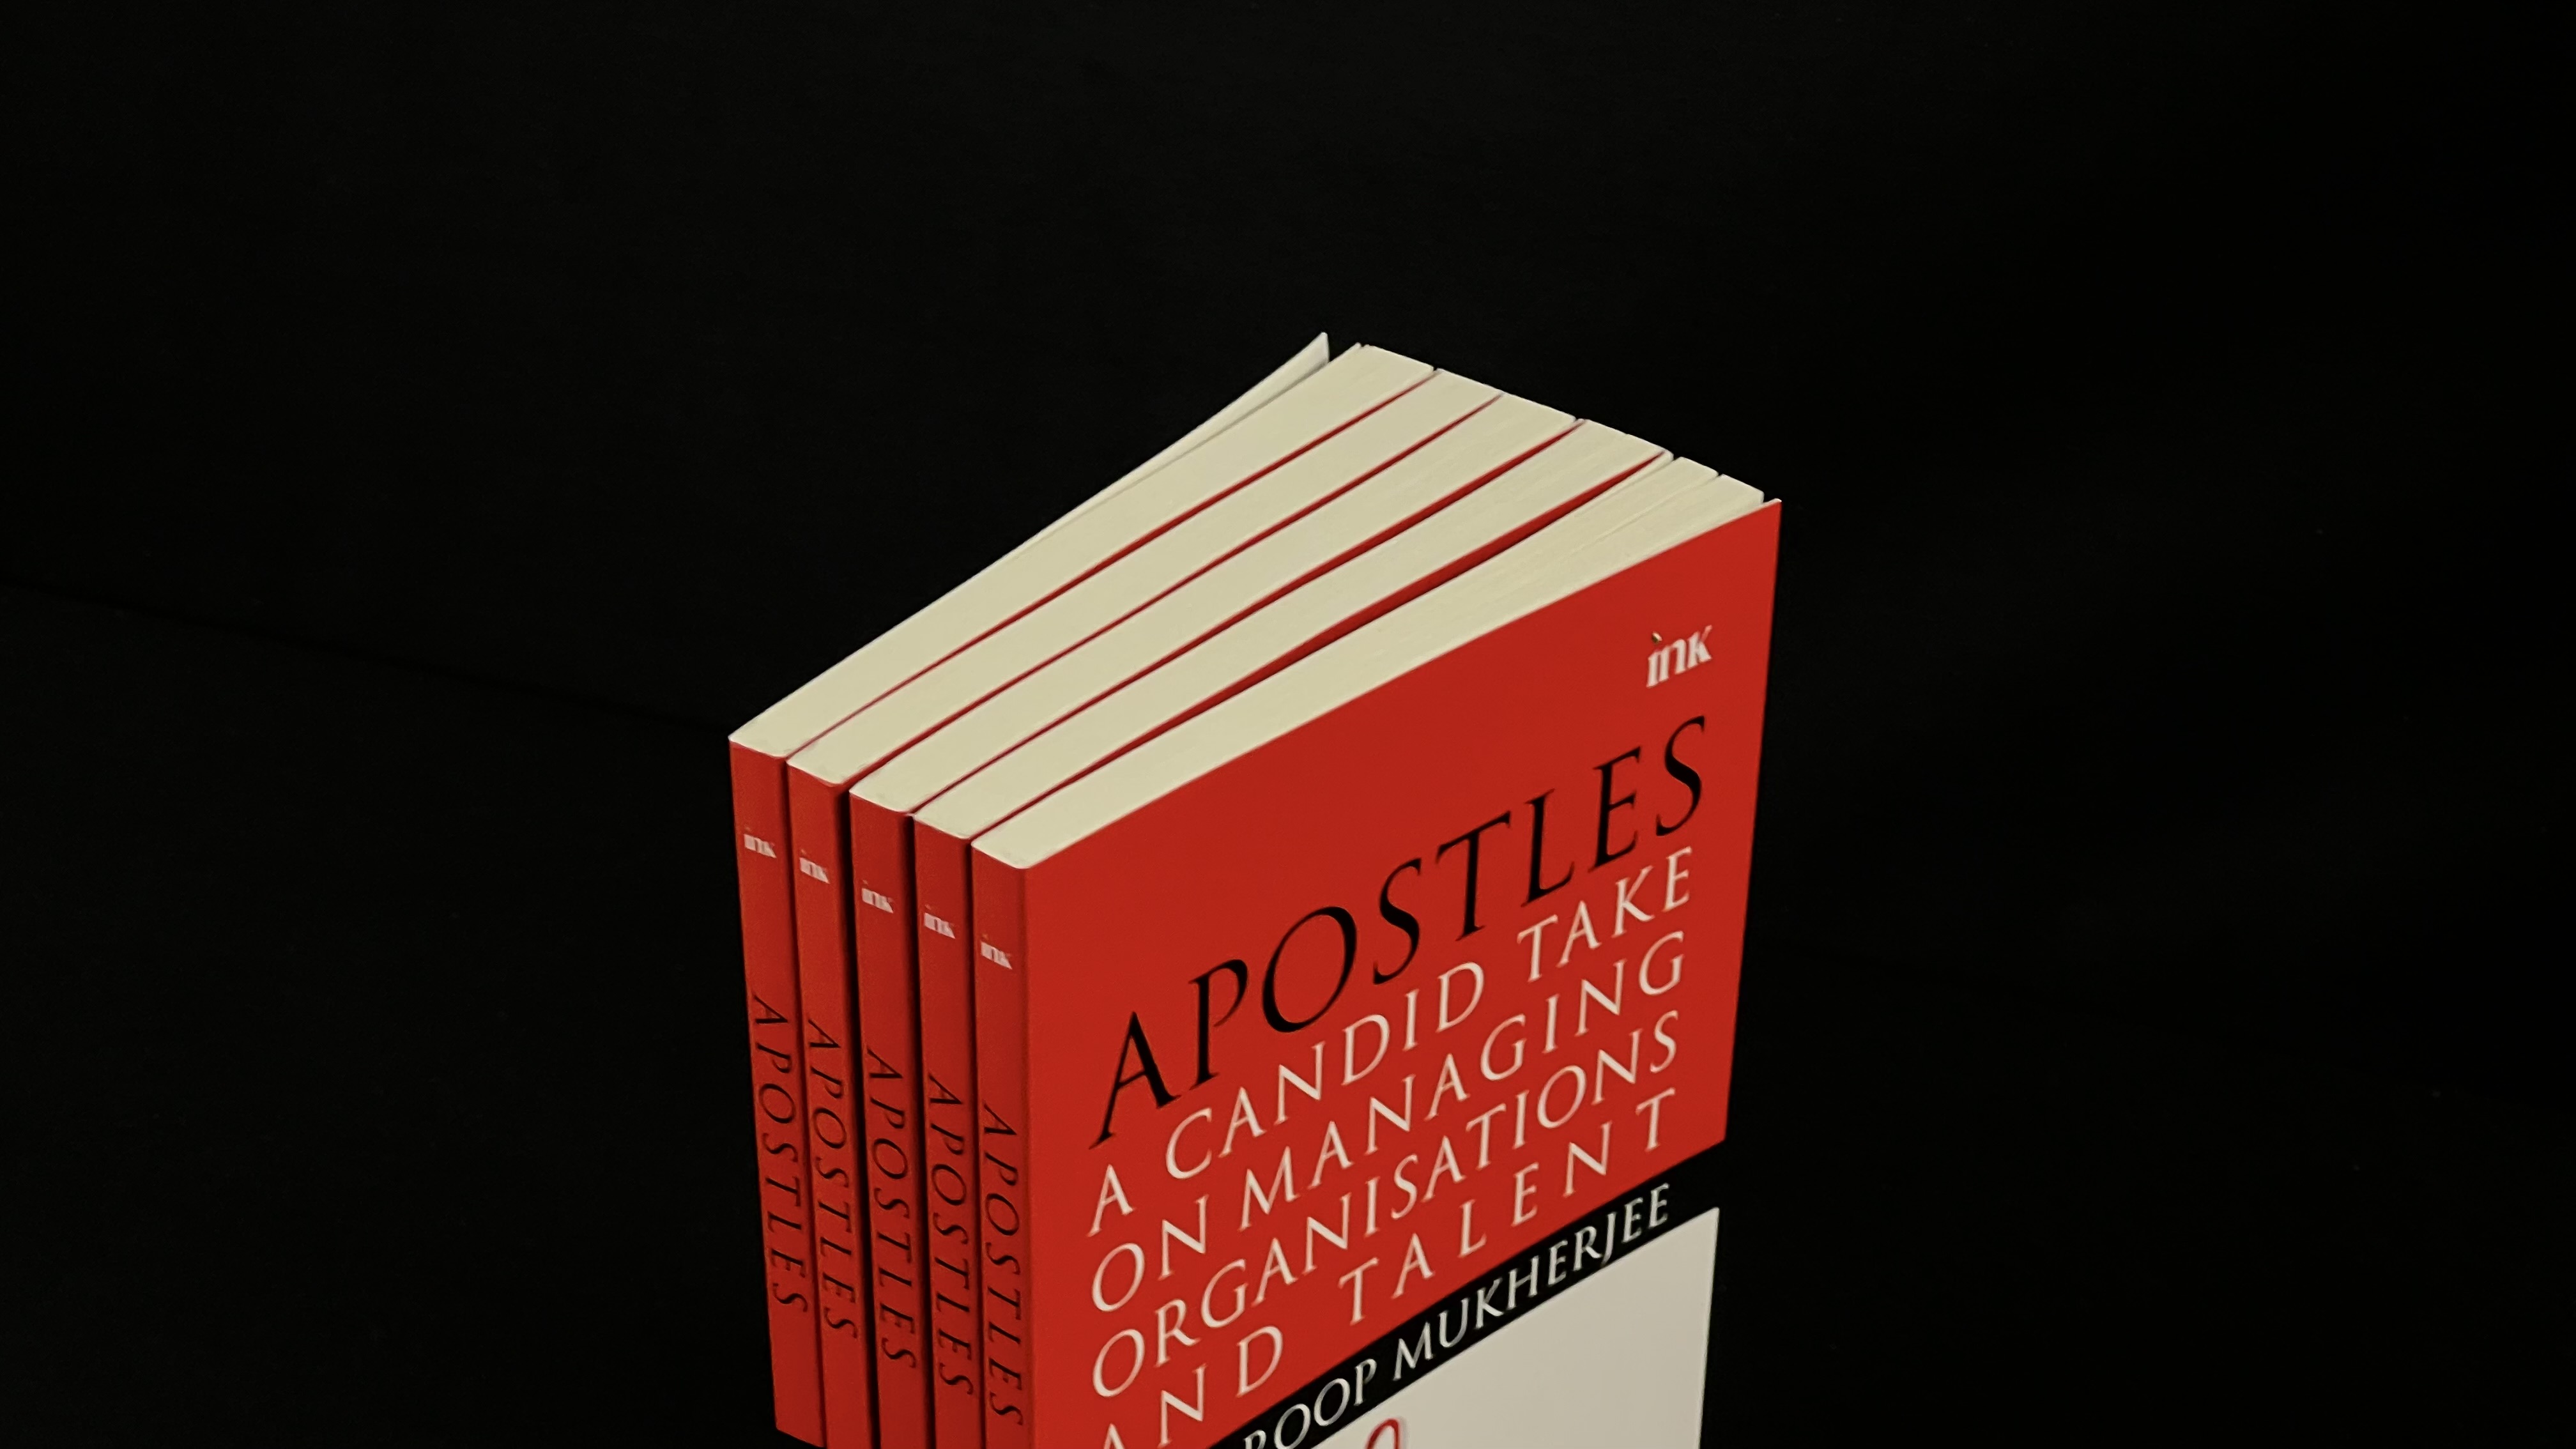 ink
APOSTLES
A CANDID TAKE
ON MANAGING
ORGANISATIONS
AND TALENT
MUKHERJEE
ink APOSTLES
ink APOSTLES
ink APOSTLES
ink APOSTLES
ink APOSTLES